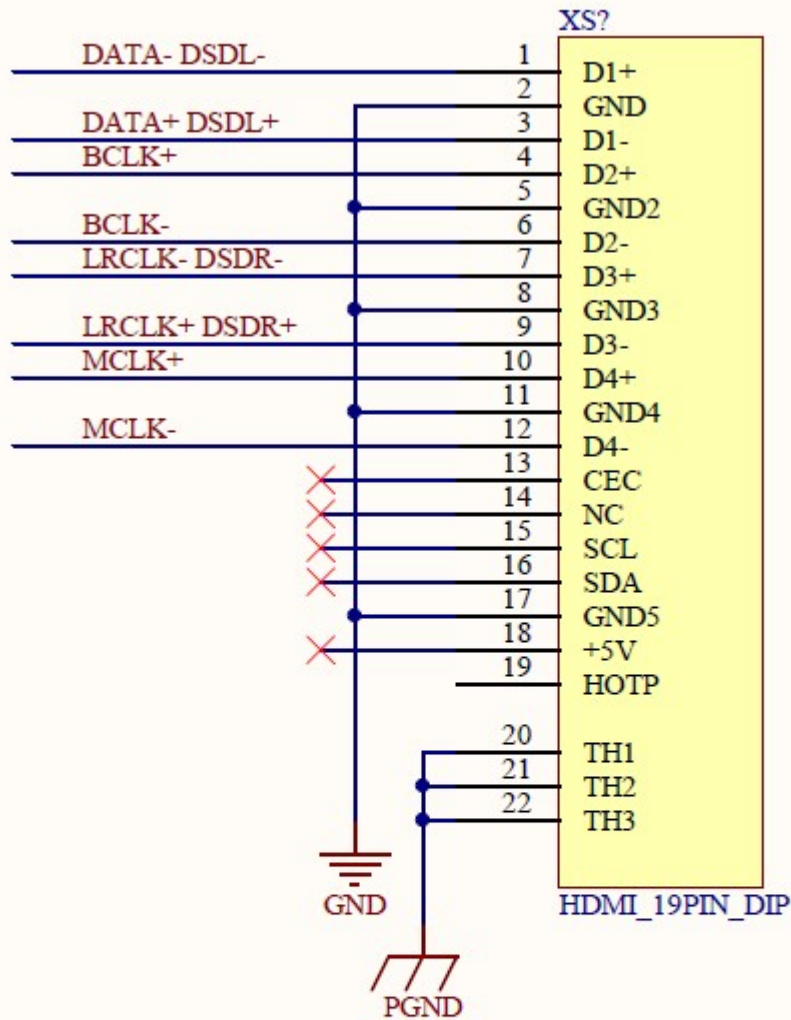 XS?
DATA- DSDL- 1 D1+
2 GND
DATA+ DSDL+ 3 D1-
BCLK+ 4 D2+
5 GND2
BCLK- 6 D2-
LRCLK- DSDR- 7 D3+
8 GND3
LRCLK+ DSDR+ 9 D3-
MCLK+ 10 D4+
11 GND4
MCLK- 12 D4-
13 CEC
14 NC
15 SCL
16 SDA
17 GND5
18 +5V
19 HOTP
20 TH1
21 TH2
22 TH3
GND HDMI_19PIN_DIP
PGND